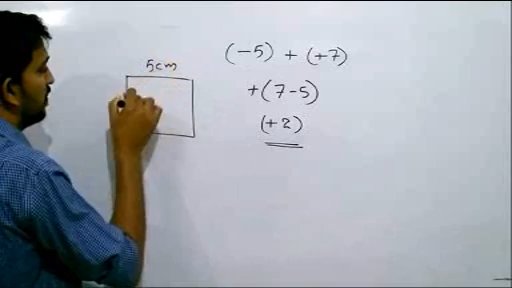 5cm
(-5) + (+7)
+(7-5)
(+2)